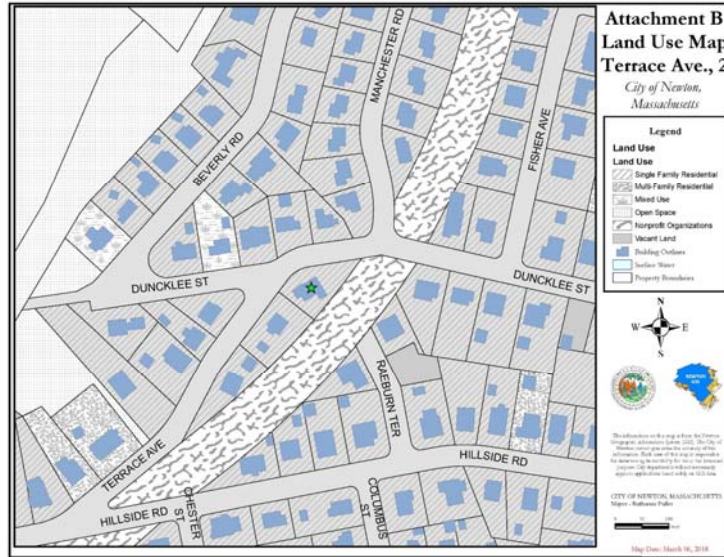 Attachment B
Land Use Map
Terrace Ave., 2
City of Newton,
Massachusetts
Legend
Land Use
Land Use
Single Family Residential
Multi-Family Residential
Mixed Use
Open Space
Nonprofit Organizations
Vacant Land
Building Outlines
Surface Water
Property Boundaries
N
W E
S
CITY OF NEWTON, MASSACHUSETTS
Mayor - Ruthanne Fuller
Map Date: March 06, 2018
MANCHESTER RD
BEVERLY RD
FISHER AVE
DUNCKLEE ST
DUNCKLEE ST
RAEBURN TER
TERRACE AVE
HILLSIDE RD
HILLSIDE RD
CHESTER ST
COLUMBUS ST